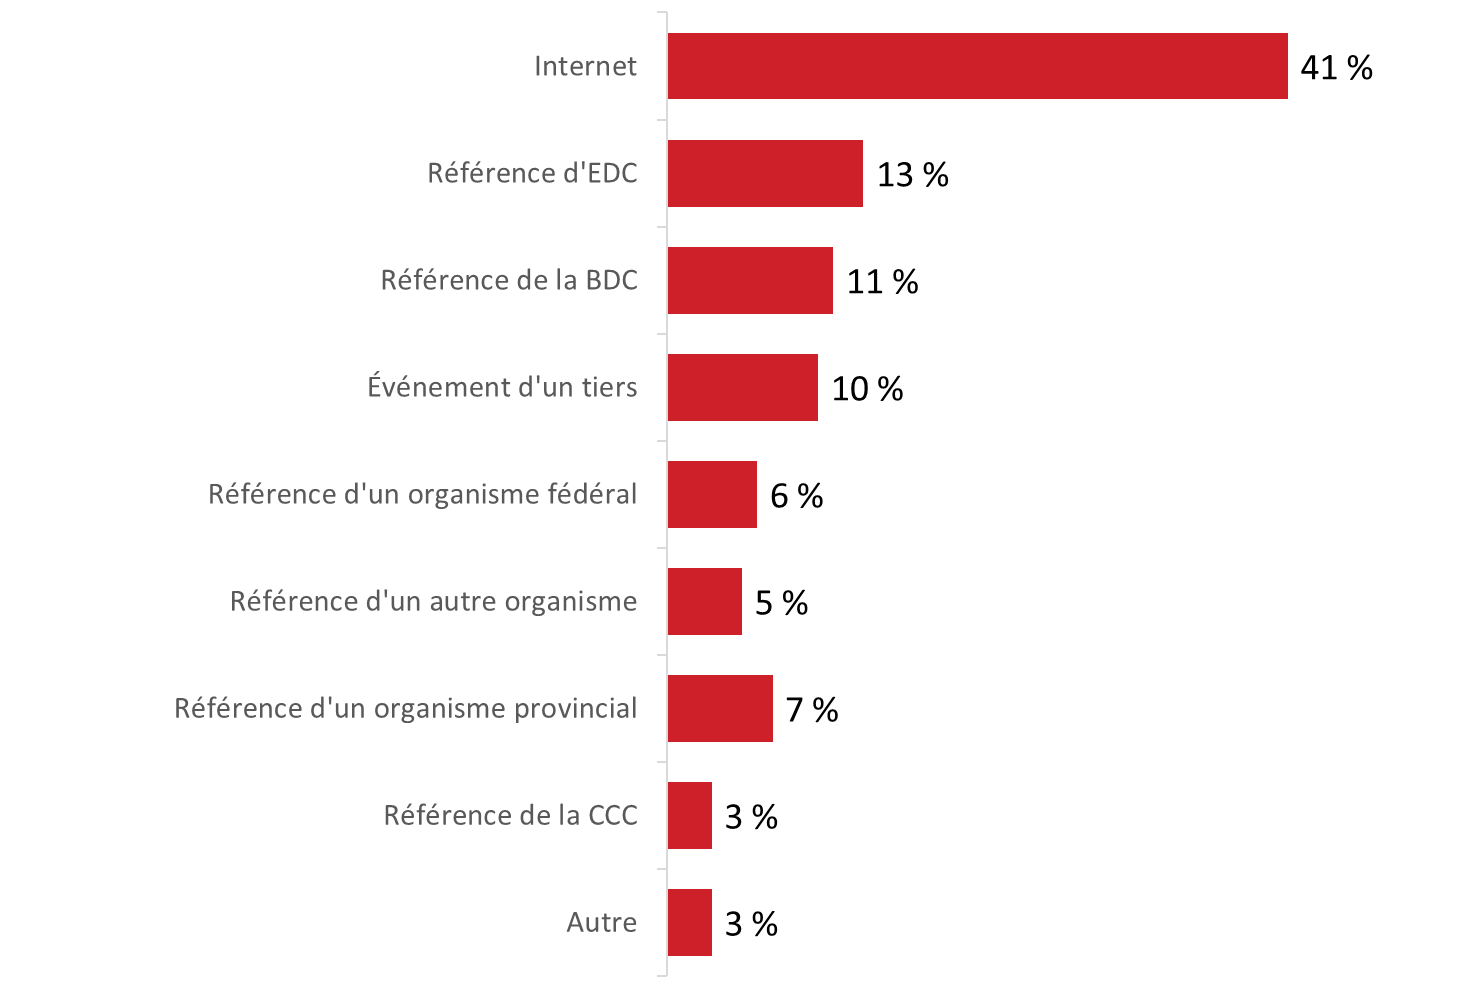 Internet 41 %
Référence d'EDC 13 %
Référence de la BDC 11 %
Événement d'un tiers 10 %
Référence d'un organisme fédéral 6 %
Référence d'un autre organisme 5 %
Référence d'un organisme provincial 7 %
Référence de la CCC 3 %
Autre 3 %